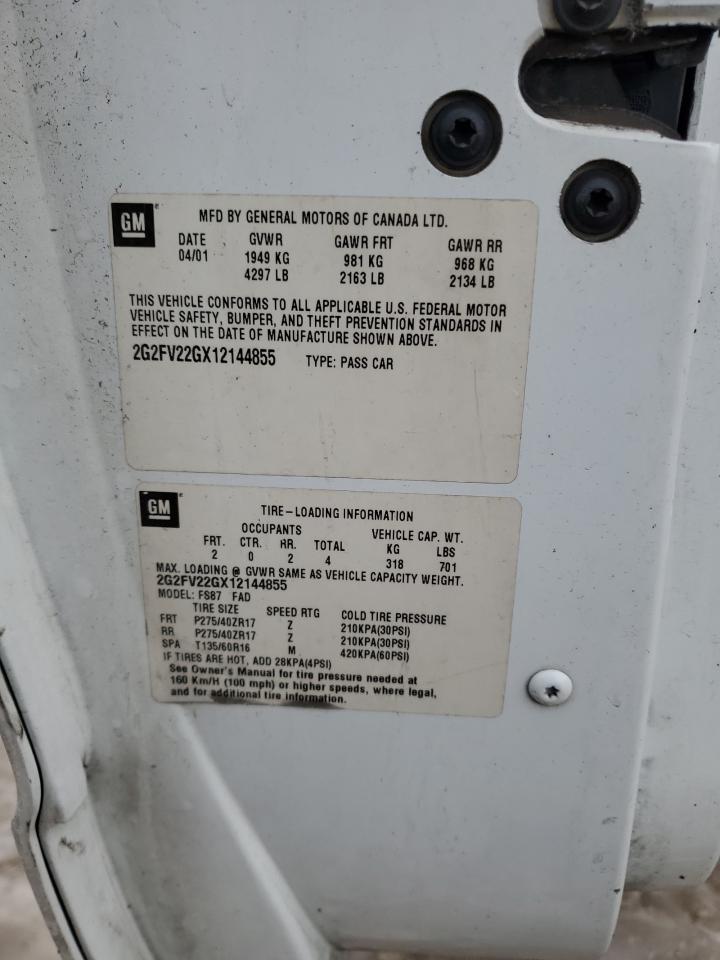 GM
MFD BY GENERAL MOTORS OF CANADA LTD.
DATE GVWR GAWR FRT GAWR RR
04/01 1949 KG 981 KG 968 KG
4297 LB 2163 LB 2134 LB
THIS VEHICLE CONFORMS TO ALL APPLICABLE U.S. FEDERAL MOTOR
VEHICLE SAFETY, BUMPER, AND THEFT PREVENTION STANDARDS IN
EFFECT ON THE DATE OF MANUFACTURE SHOWN ABOVE.
2G2FV22GX12144855 TYPE: PASS CAR
GM
TIRE-LOADING INFORMATION
OCCUPANTS VEHICLE CAP. WT.
FRT. CTR. RR. TOTAL KG LBS
2 0 2 4 318 701
MAX. LOADING @ GVWR SAME AS VEHICLE CAPACITY WEIGHT.
2G2FV22GX12144855
MODEL: FS87 FAD
TIRE SIZE SPEED RTG COLD TIRE PRESSURE
FRT P275/40ZR17 Z 210KPA(30PSI)
RR P275/40ZR17 Z 210KPA(30PSI)
SPA T135/60R16 M 420KPA(60PSI)
IF TIRES ARE HOT, ADD 28KPA(4PSI)
See Owner's Manual for tire pressure needed at
160 Km/H (100 mph) or higher speeds, where legal,
and for additional tire information.